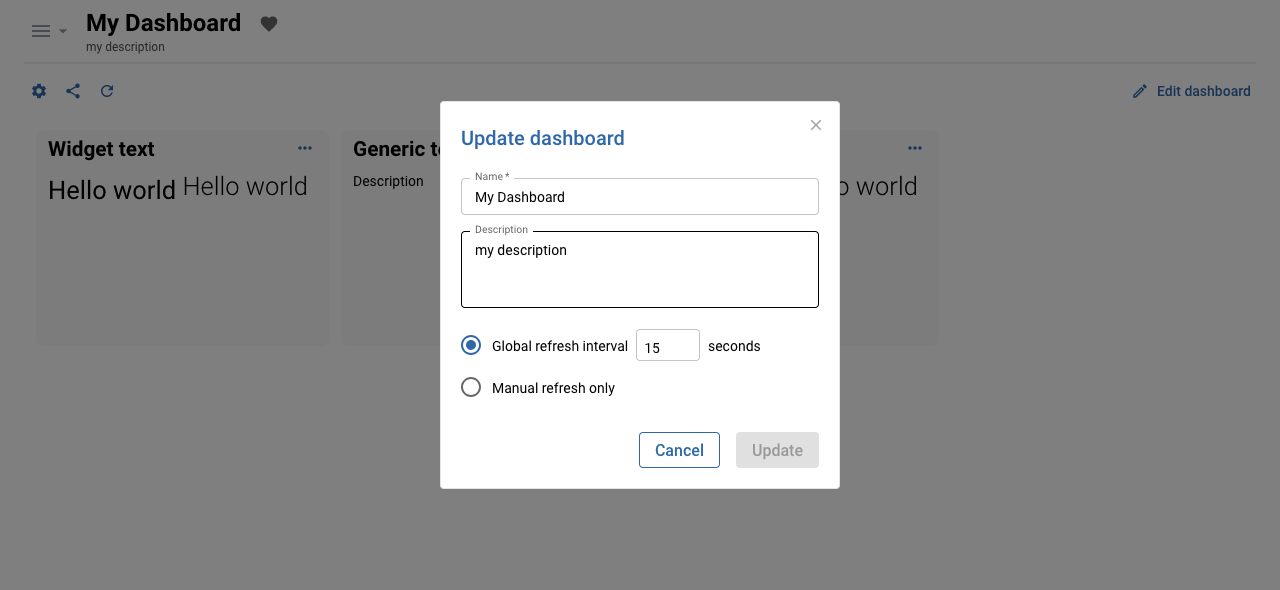 My Dashboard
my description
Edit dashboard
Widget text
Hello world Hello world
Generic t
Description
world
Update dashboard
Name *
My Dashboard
Description
my description
Global refresh interval 15 seconds
Manual refresh only
Cancel Update